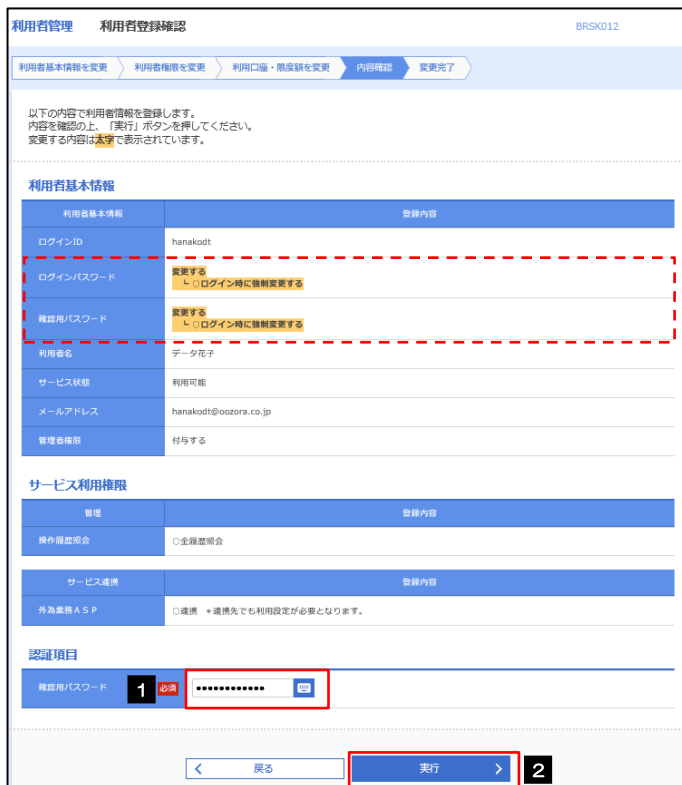 利用者管理 利用者登録確認 BRSK012
利用者基本情報を変更 利用者権限を変更 利用口座・限度額を変更 内容確認 変更完了
以下の内容で利用者情報を登録します。
内容を確認の上、「実行」ボタンを押してください。
変更する内容は太字で表示されています。
利用者基本情報
利用者基本情報 登録内容
ログインID hanakodt
ログインパスワード 変更する
└ ○ログイン時に強制変更する
確認用パスワード 変更する
└ ○ログイン時に強制変更する
利用者名 データ花子
サービス状態 利用可能
メールアドレス hanakodt@oozora.co.jp
管理者権限 付与する
サービス利用権限
管理 登録内容
操作履歴照会 ○全履歴照会
サービス連携 登録内容
外為業務ASP ○連携 *連携先でも利用設定が必要となります。
認証項目
確認用パスワード 1 必須 ●●●●●●●●●●●●
戻る 実行 2